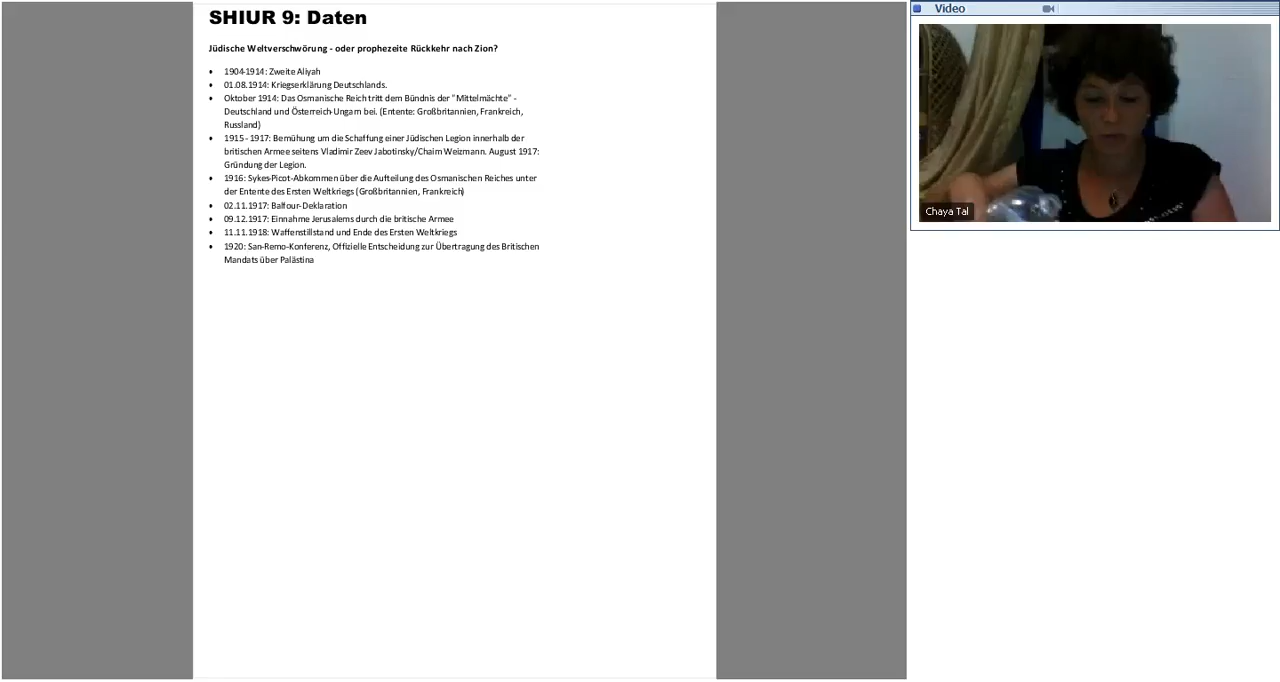 SHIUR 9: Daten
Jüdische Weltverschwörung - oder prophezeite Rückkehr nach Zion?
• 1904-1914: Zweite Aliyah
• 01.08.1914: Kriegserklärung Deutschlands.
• Oktober 1914: Das Osmanische Reich tritt dem Bündnis der "Mittelmächte" -
Deutschland und Österreich-Ungarn bei. (Entente: Großbritannien, Frankreich,
Russland)
• 1915 - 1917: Bemühung um die Schaffung einer Jüdischen Legion innerhalb der
britischen Armee seitens Vladimir Zeev Jabotinsky/Chaim Weizmann. August 1917:
Gründung der Legion.
• 1916: Sykes-Picot-Abkommen über die Aufteilung des Osmanischen Reiches unter
der Entente des Ersten Weltkriegs (Großbritannien, Frankreich)
• 02.11.1917: Balfour-Deklaration
• 09.12.1917: Einnahme Jerusalems durch die britische Armee
• 11.11.1918: Waffenstillstand und Ende des Ersten Weltkriegs
• 1920: San-Remo-Konferenz, Offizielle Entscheidung zur Übertragung des Britischen
Mandats über Palästina
Video
Chaya Tal